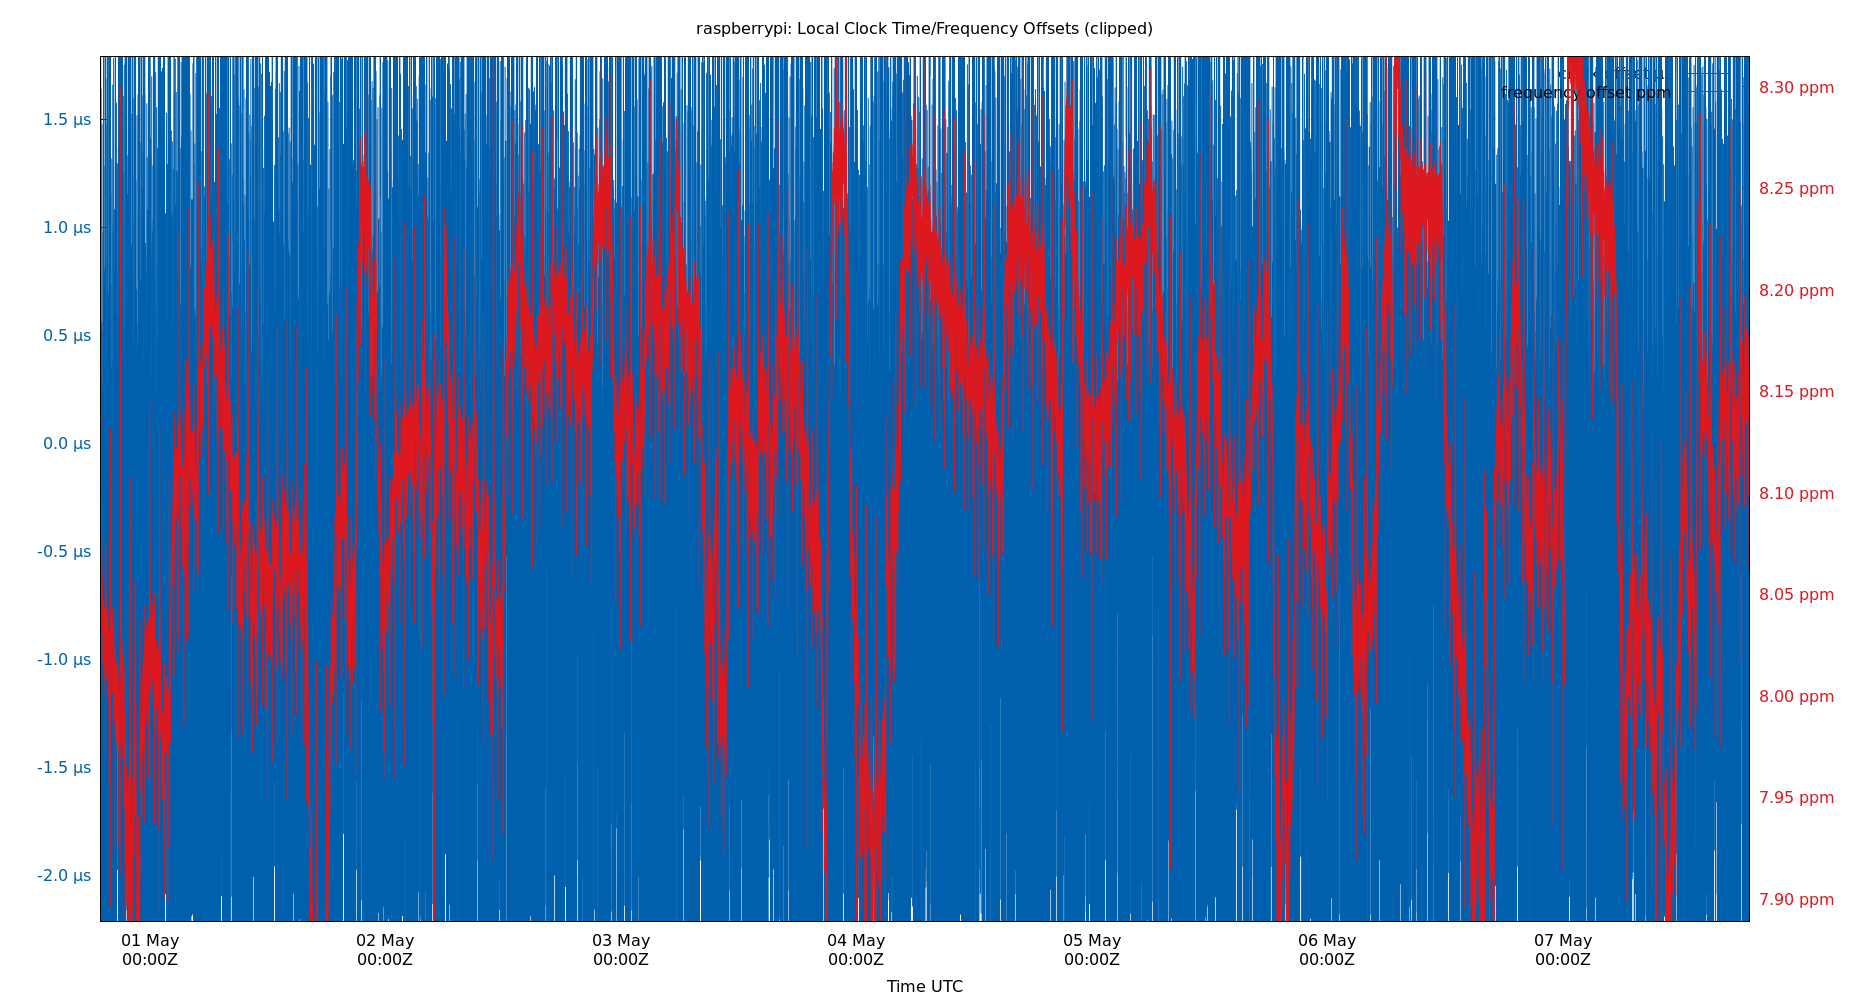 raspberrypi: Local Clock Time/Frequency Offsets (clipped)
frequency offset ppm
1.5 µs
1.0 µs
0.5 µs
0.0 µs
-0.5 µs
-1.0 µs
-1.5 µs
-2.0 µs
8.30 ppm
8.25 ppm
8.20 ppm
8.15 ppm
8.10 ppm
8.05 ppm
8.00 ppm
7.95 ppm
7.90 ppm
01 May 02 May 03 May 04 May 05 May 06 May 07 May
00:00Z 00:00Z 00:00Z 00:00Z 00:00Z 00:00Z 00:00Z
Time UTC